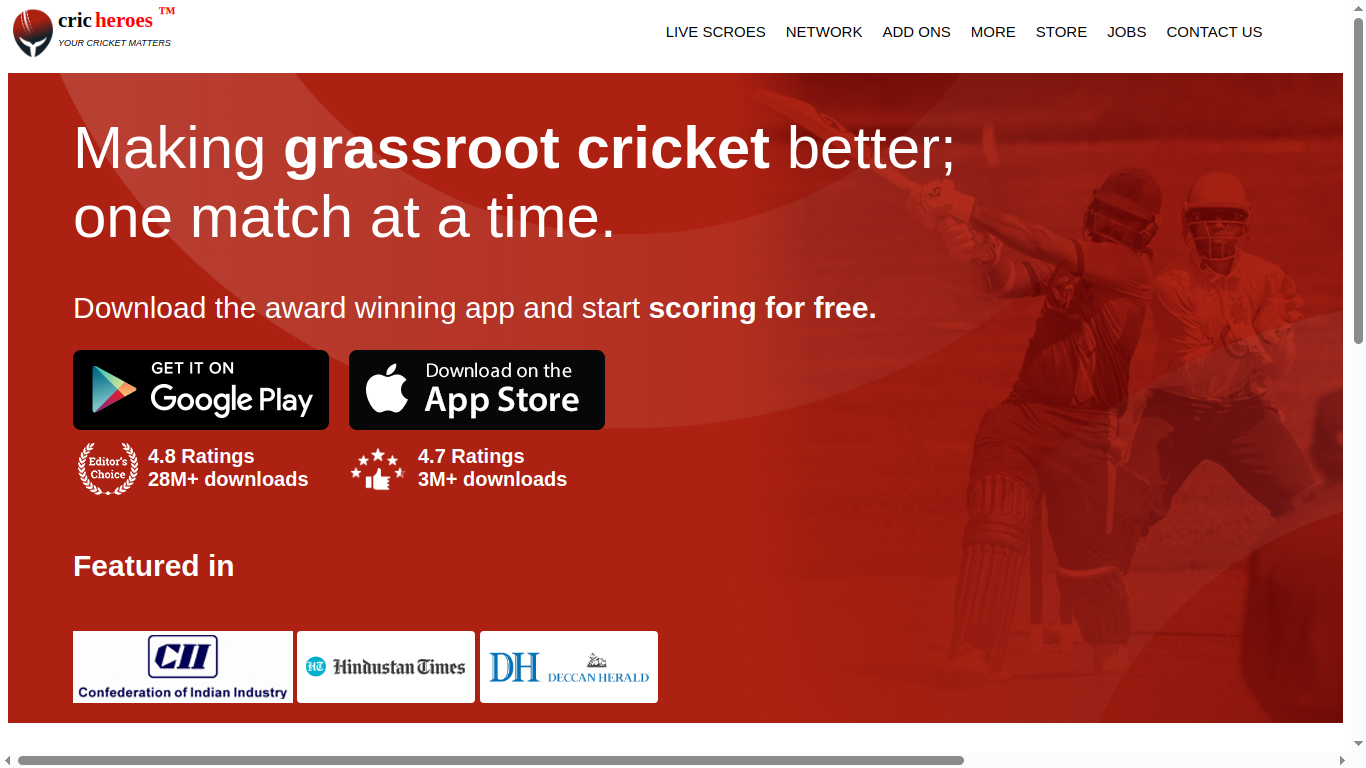 cric heroes ™
YOUR CRICKET MATTERS
LIVE SCROES NETWORK ADD ONS MORE STORE JOBS CONTACT US
Making grassroot cricket better;
one match at a time.
Download the award winning app and start scoring for free.
GET IT ON
Google Play
Download on the
App Store
Editor's
Choice
4.8 Ratings
28M+ downloads
4.7 Ratings
3M+ downloads
Featured in
CII
Confederation of Indian Industry
HT Hindustan Times
DH DECCAN HERALD